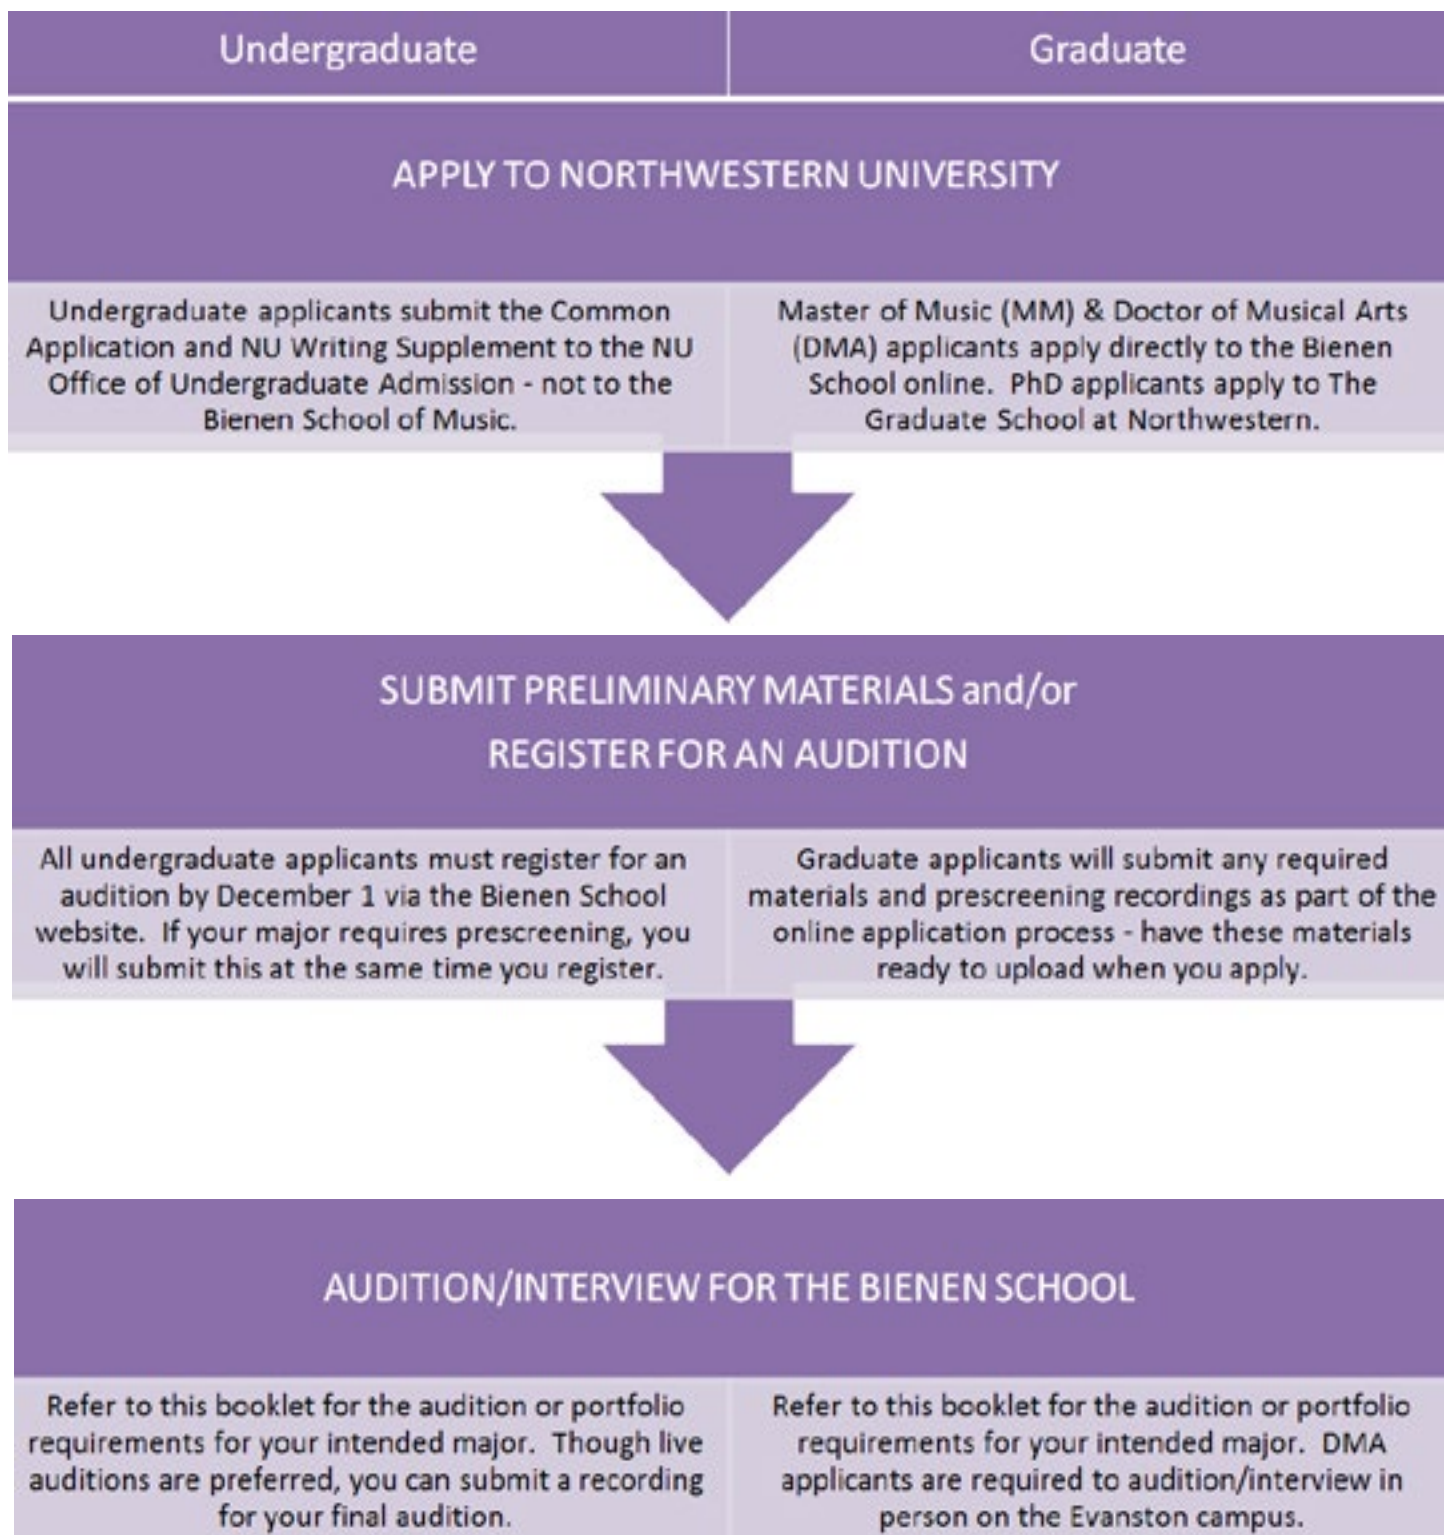 Undergraduate
Graduate
APPLY TO NORTHWESTERN UNIVERSITY
Undergraduate applicants submit the Common
Application and NU Writing Supplement to the NU
Office of Undergraduate Admission - not to the
Bienen School of Music.
Master of Music (MM) & Doctor of Musical Arts
(DMA) applicants apply directly to the Bienen
School online.  PhD applicants apply to The
Graduate School at Northwestern.
SUBMIT PRELIMINARY MATERIALS and/or
REGISTER FOR AN AUDITION
All undergraduate applicants must register for an
audition by December 1 via the Bienen School
website.  If your major requires prescreening, you
will submit this at the same time you register.
Graduate applicants will submit any required
materials and prescreening recordings as part of the
online application process - have these materials
ready to upload when you apply.
AUDITION/INTERVIEW FOR THE BIENEN SCHOOL
Refer to this booklet for the audition or portfolio
requirements for your intended major.  Though live
auditions are preferred, you can submit a recording
for your final audition.
Refer to this booklet for the audition or portfolio
requirements for your intended major.  DMA
applicants are required to audition/interview in
person on the Evanston campus.